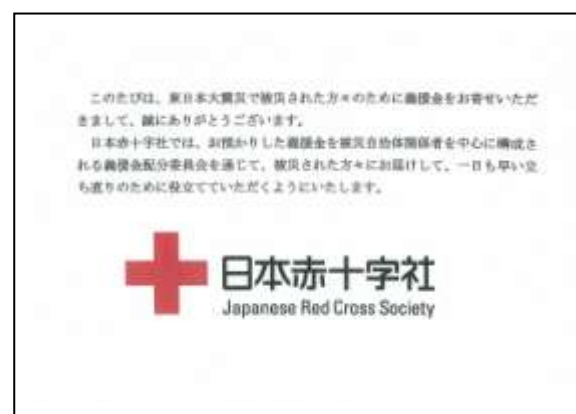 このたびは、東日本大震災で被災された方々のために義援金をお寄せいただ
きまして、誠にありがとうございます。
日本赤十字社では、お預かりした義援金を被災自治体関係者を中心に構成さ
れる義援金配分委員会を通じて、被災された方々にお届けして、一日も早い立
ち直りのために役立てていただくようにいたします。
日本赤十字社
Japanese Red Cross Society